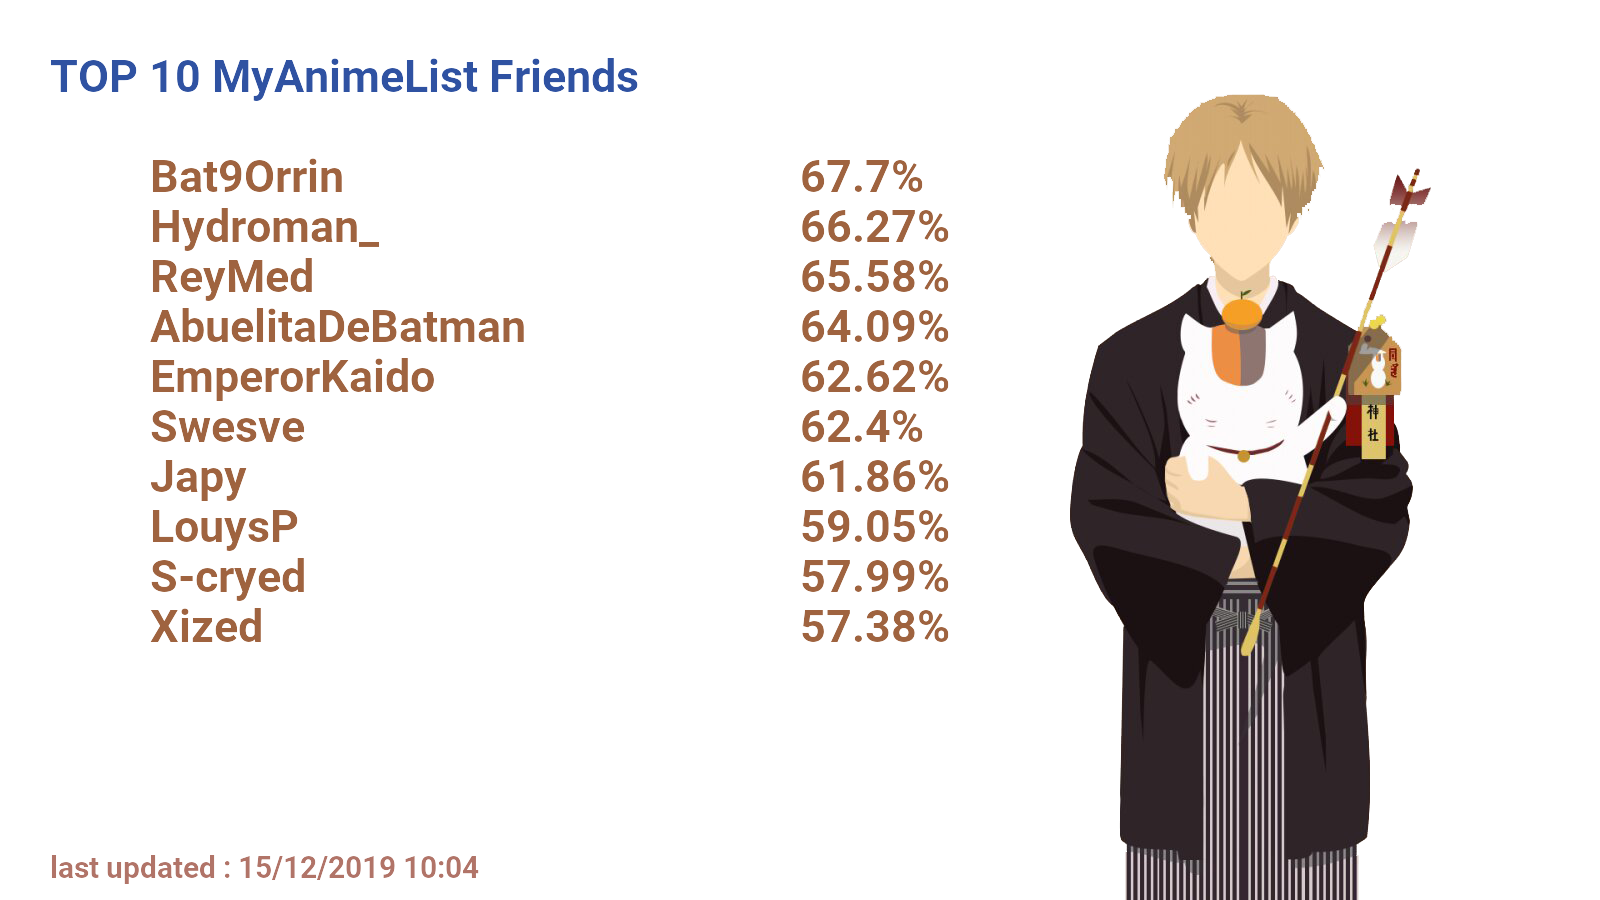 TOP 10 MyAnimeList Friends
Bat9Orrin 67.7%
Hydroman_ 66.27%
ReyMed 65.58%
AbuelitaDeBatman 64.09%
EmperorKaido 62.62%
Swesve 62.4%
Japy 61.86%
LouysP 59.05%
S-cryed 57.99%
Xized 57.38%
神社
last updated : 15/12/2019 10:04